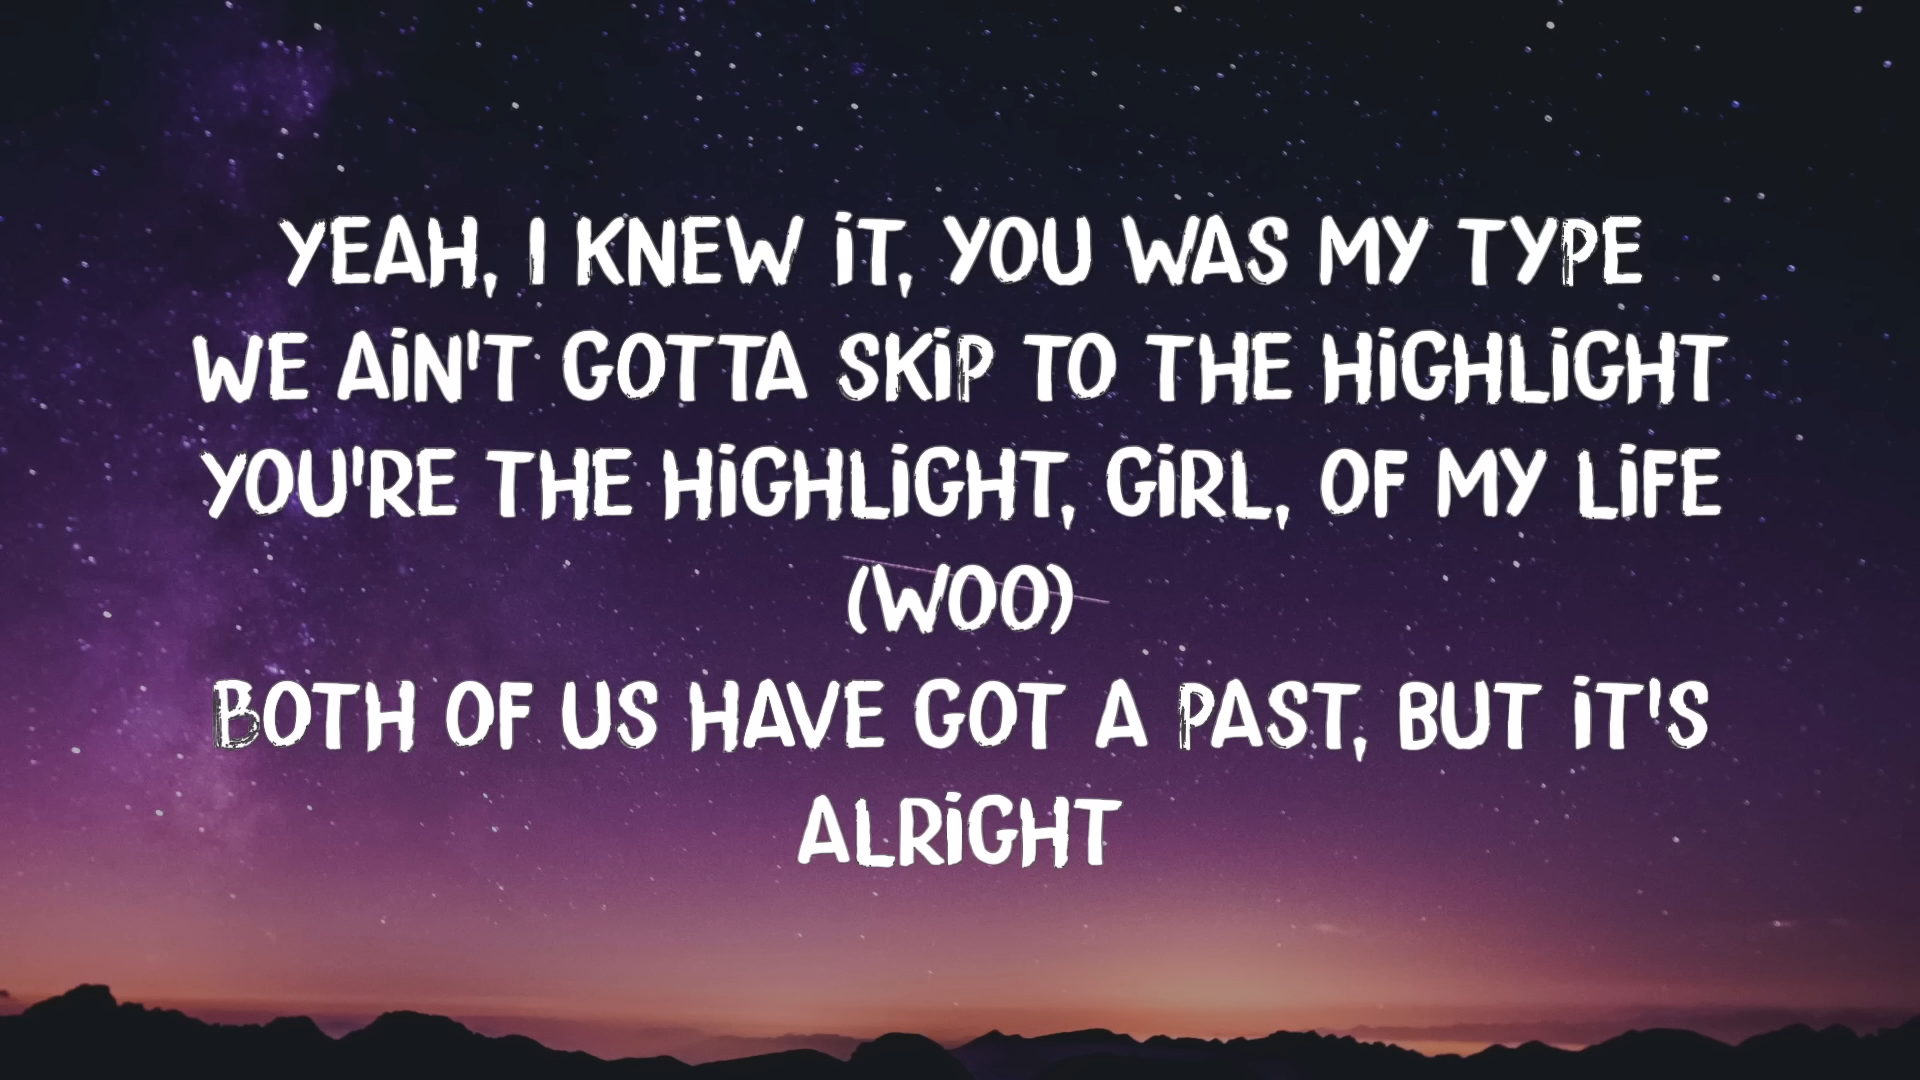 YEAH, I KNEW iT, YOU WAS MY TYPE
WE AiN'T GOTTA SKiP TO THE HiGHLiGHT
YOU'RE THE HiGHLiGHT, GiRL, OF MY LiFE
(WOO)
BOTH OF US HAVE GOT A PAST, BUT iT'S
ALRiGHT